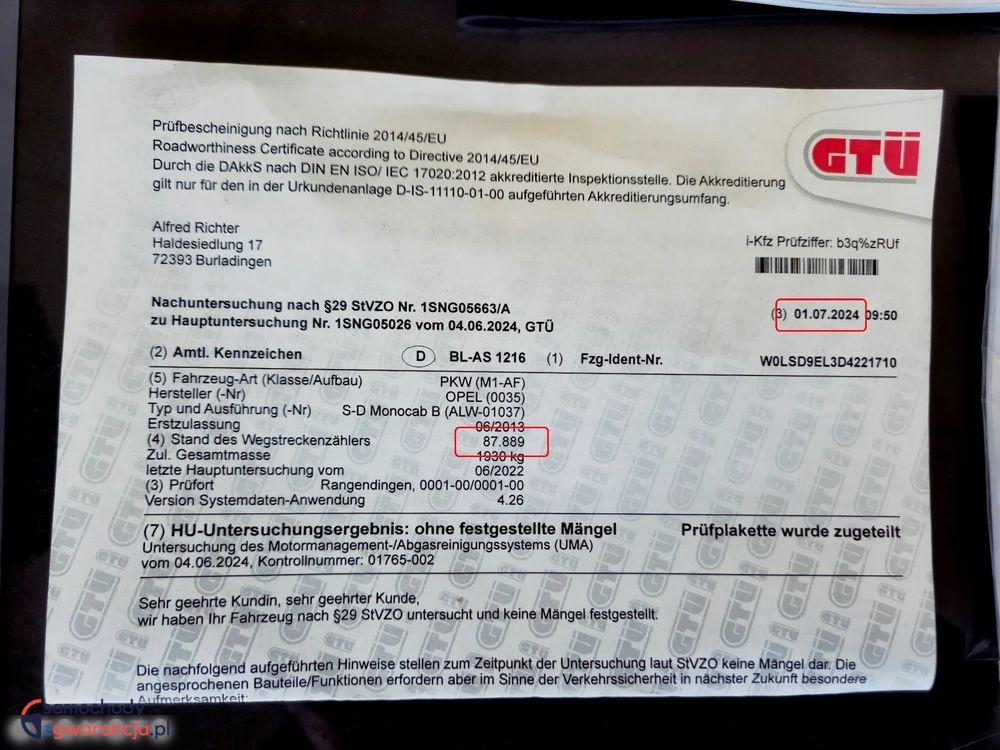 Prüfbescheinigung nach Richtlinie 2014/45/EU
Roadworthiness Certificate according to Directive 2014/45/EU
Durch die DAkkS nach DIN EN ISO/ IEC 17020:2012 akkreditierte Inspektionsstelle. Die Akkreditierung
gilt nur für den in der Urkundenanlage D-IS-11110-01-00 aufgeführten Akkreditierungsumfang.
GTÜ
Alfred Richter
Haldesiedlung 17
72393 Burladingen
i-Kfz Prüfziffer: b3q%zRUf
Nachuntersuchung nach §29 StVZO Nr. 1SNG05663/A
zu Hauptuntersuchung Nr. 1SNG05026 vom 04.06.2024, GTÜ
(3) 01.07.2024 09:50
(2) Amtl. Kennzeichen D BL-AS 1216 (1) Fzg-Ident-Nr. W0LSD9EL3D4221710
(5) Fahrzeug-Art (Klasse/Aufbau) PKW (M1-AF)
Hersteller (-Nr) OPEL (0035)
Typ und Ausführung (-Nr) S-D Monocab B (ALW-01037)
Erstzulassung 06/2013
(4) Stand des Wegstreckenzählers 87.889
Zul. Gesamtmasse 1930 kg
letzte Hauptuntersuchung vom 06/2022
(3) Prüfort Rangendingen, 0001-00/0001-00
Version Systemdaten-Anwendung 4.26
(7) HU-Untersuchungsergebnis: ohne festgestellte Mängel Prüfplakette wurde zugeteilt
Untersuchung des Motormanagement-/Abgasreinigungssystems (UMA)
vom 04.06.2024, Kontrollnummer: 01765-002
Sehr geehrte Kundin, sehr geehrter Kunde,
wir haben Ihr Fahrzeug nach §29 StVZO untersucht und keine Mängel festgestellt.
Die nachfolgend aufgeführten Hinweise stellen zum Zeitpunkt der Untersuchung laut StVZO keine Mängel dar. Die
angesprochenen Bauteile/Funktionen erfordern aber im Sinne der Verkehrssicherheit in nächster Zukunft besondere
Aufmerksamkeit:
samochody
zgwarancja.pl